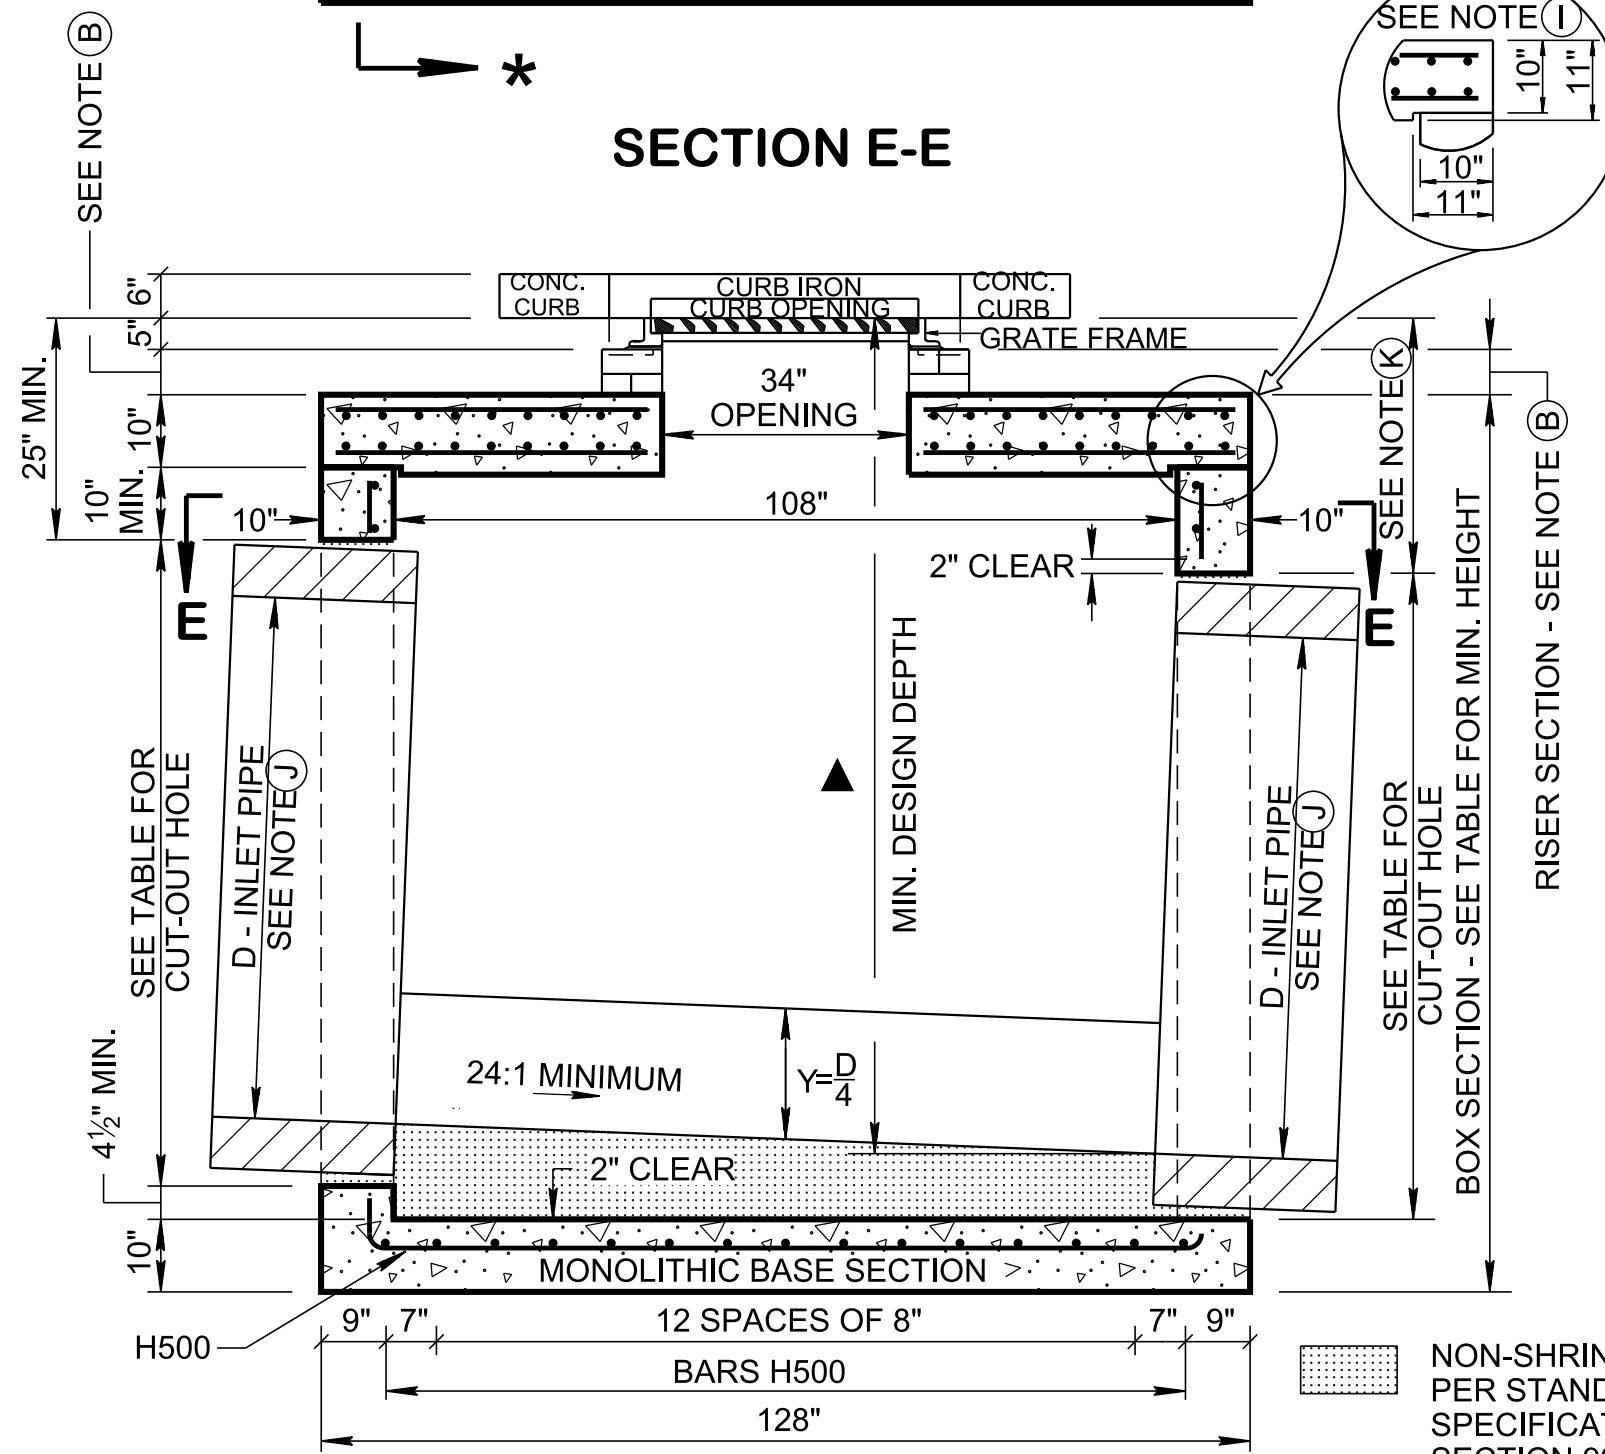 SEE NOTE B
*
SECTION E-E
SEE NOTE I
10"
11"
10"
11"
6"
5"
25" MIN.
10"
10"
MIN.
CONC.
CURB
CURB IRON
CURB OPENING
CONC.
CURB
GRATE FRAME
34"
OPENING
SEE NOTE K
10"
108"
10"
2" CLEAR
E
E
MIN. DESIGN DEPTH
SEE TABLE FOR
CUT-OUT HOLE
D - INLET PIPE
SEE NOTE J
D - INLET PIPE
SEE NOTE J
SEE TABLE FOR
CUT-OUT HOLE
BOX SECTION - SEE TABLE FOR MIN. HEIGHT
RISER SECTION - SEE NOTE B
24:1 MINIMUM
Y=D/4
4½" MIN.
2" CLEAR
10"
MONOLITHIC BASE SECTION
H500
9" 7" 12 SPACES OF 8" 7" 9"
BARS H500
128"
NON-SHRIN
PER STAND
SPECIFICAT